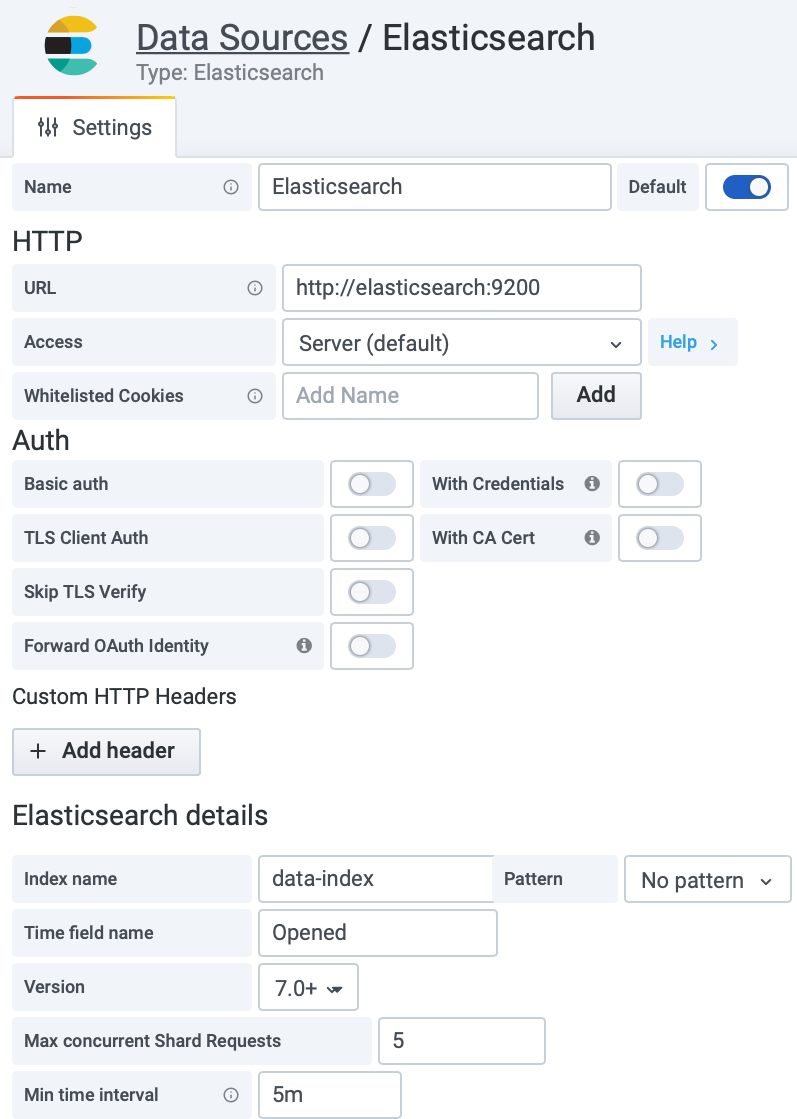 Data Sources / Elasticsearch
Type: Elasticsearch
Settings
Name Elasticsearch Default
HTTP
URL http://elasticsearch:9200
Access Server (default) Help
Whitelisted Cookies Add Name Add
Auth
Basic auth With Credentials
TLS Client Auth With CA Cert
Skip TLS Verify
Forward OAuth Identity
Custom HTTP Headers
+ Add header
Elasticsearch details
Index name data-index Pattern No pattern
Time field name Opened
Version 7.0+
Max concurrent Shard Requests 5
Min time interval 5m